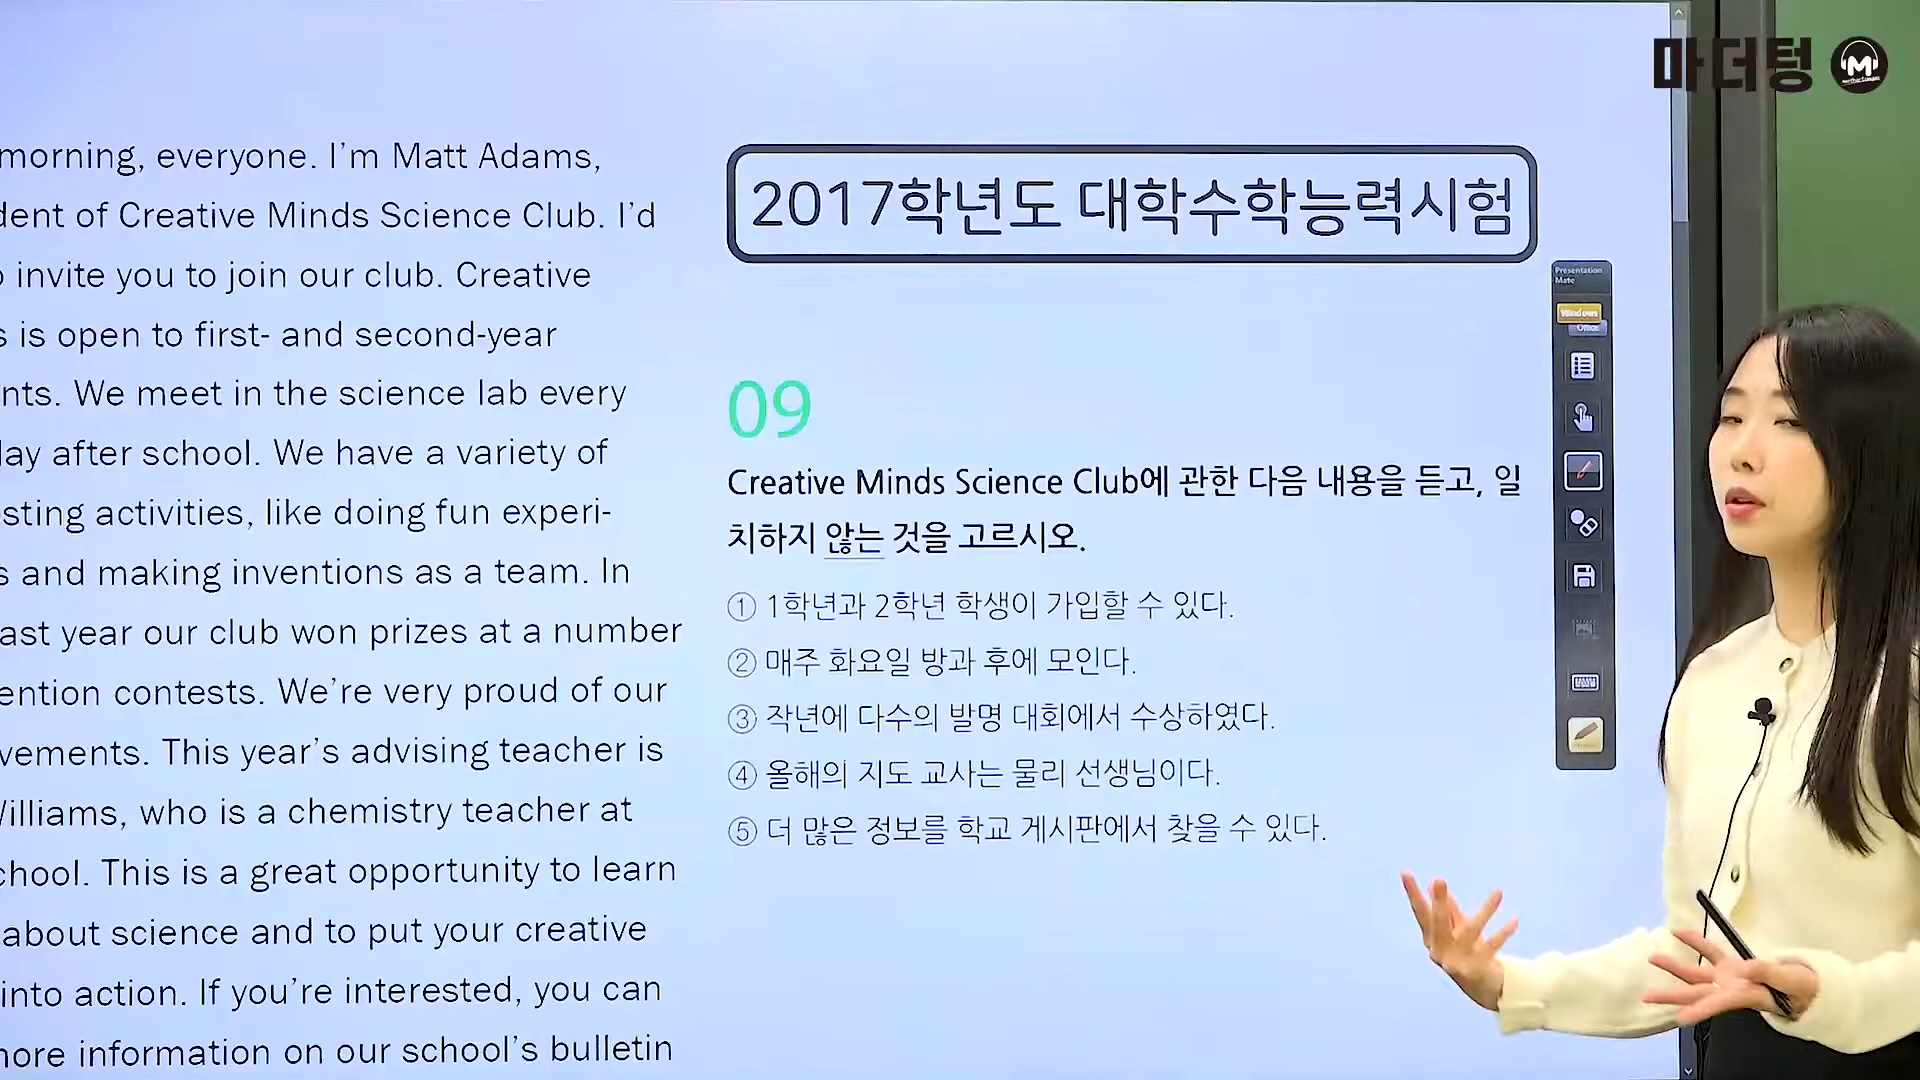 마더텅
morning, everyone. I'm Matt Adams,
of Creative Minds Science Club. I'd
invite you to join our club. Creative
is open to first- and second-year
We meet in the science lab every
after school. We have a variety of
activities, like doing fun experi-
and making inventions as a team. In
year our club won prizes at a number
contests. We're very proud of our
This year's advising teacher is
who is a chemistry teacher at
This is a great opportunity to learn
about science and to put your creative
into action. If you're interested, you can
information on our school's bulletin
2017학년도 대학수학능력시험
09
Creative Minds Science Club에 관한 다음 내용을 듣고, 일
치하지 않는 것을 고르시오.
① 1학년과 2학년 학생이 가입할 수 있다.
② 매주 화요일 방과 후에 모인다.
③ 작년에 다수의 발명 대회에서 수상하였다.
④ 올해의 지도 교사는 물리 선생님이다.
⑤ 더 많은 정보를 학교 게시판에서 찾을 수 있다.
Presentation
Mate
Windows
Office